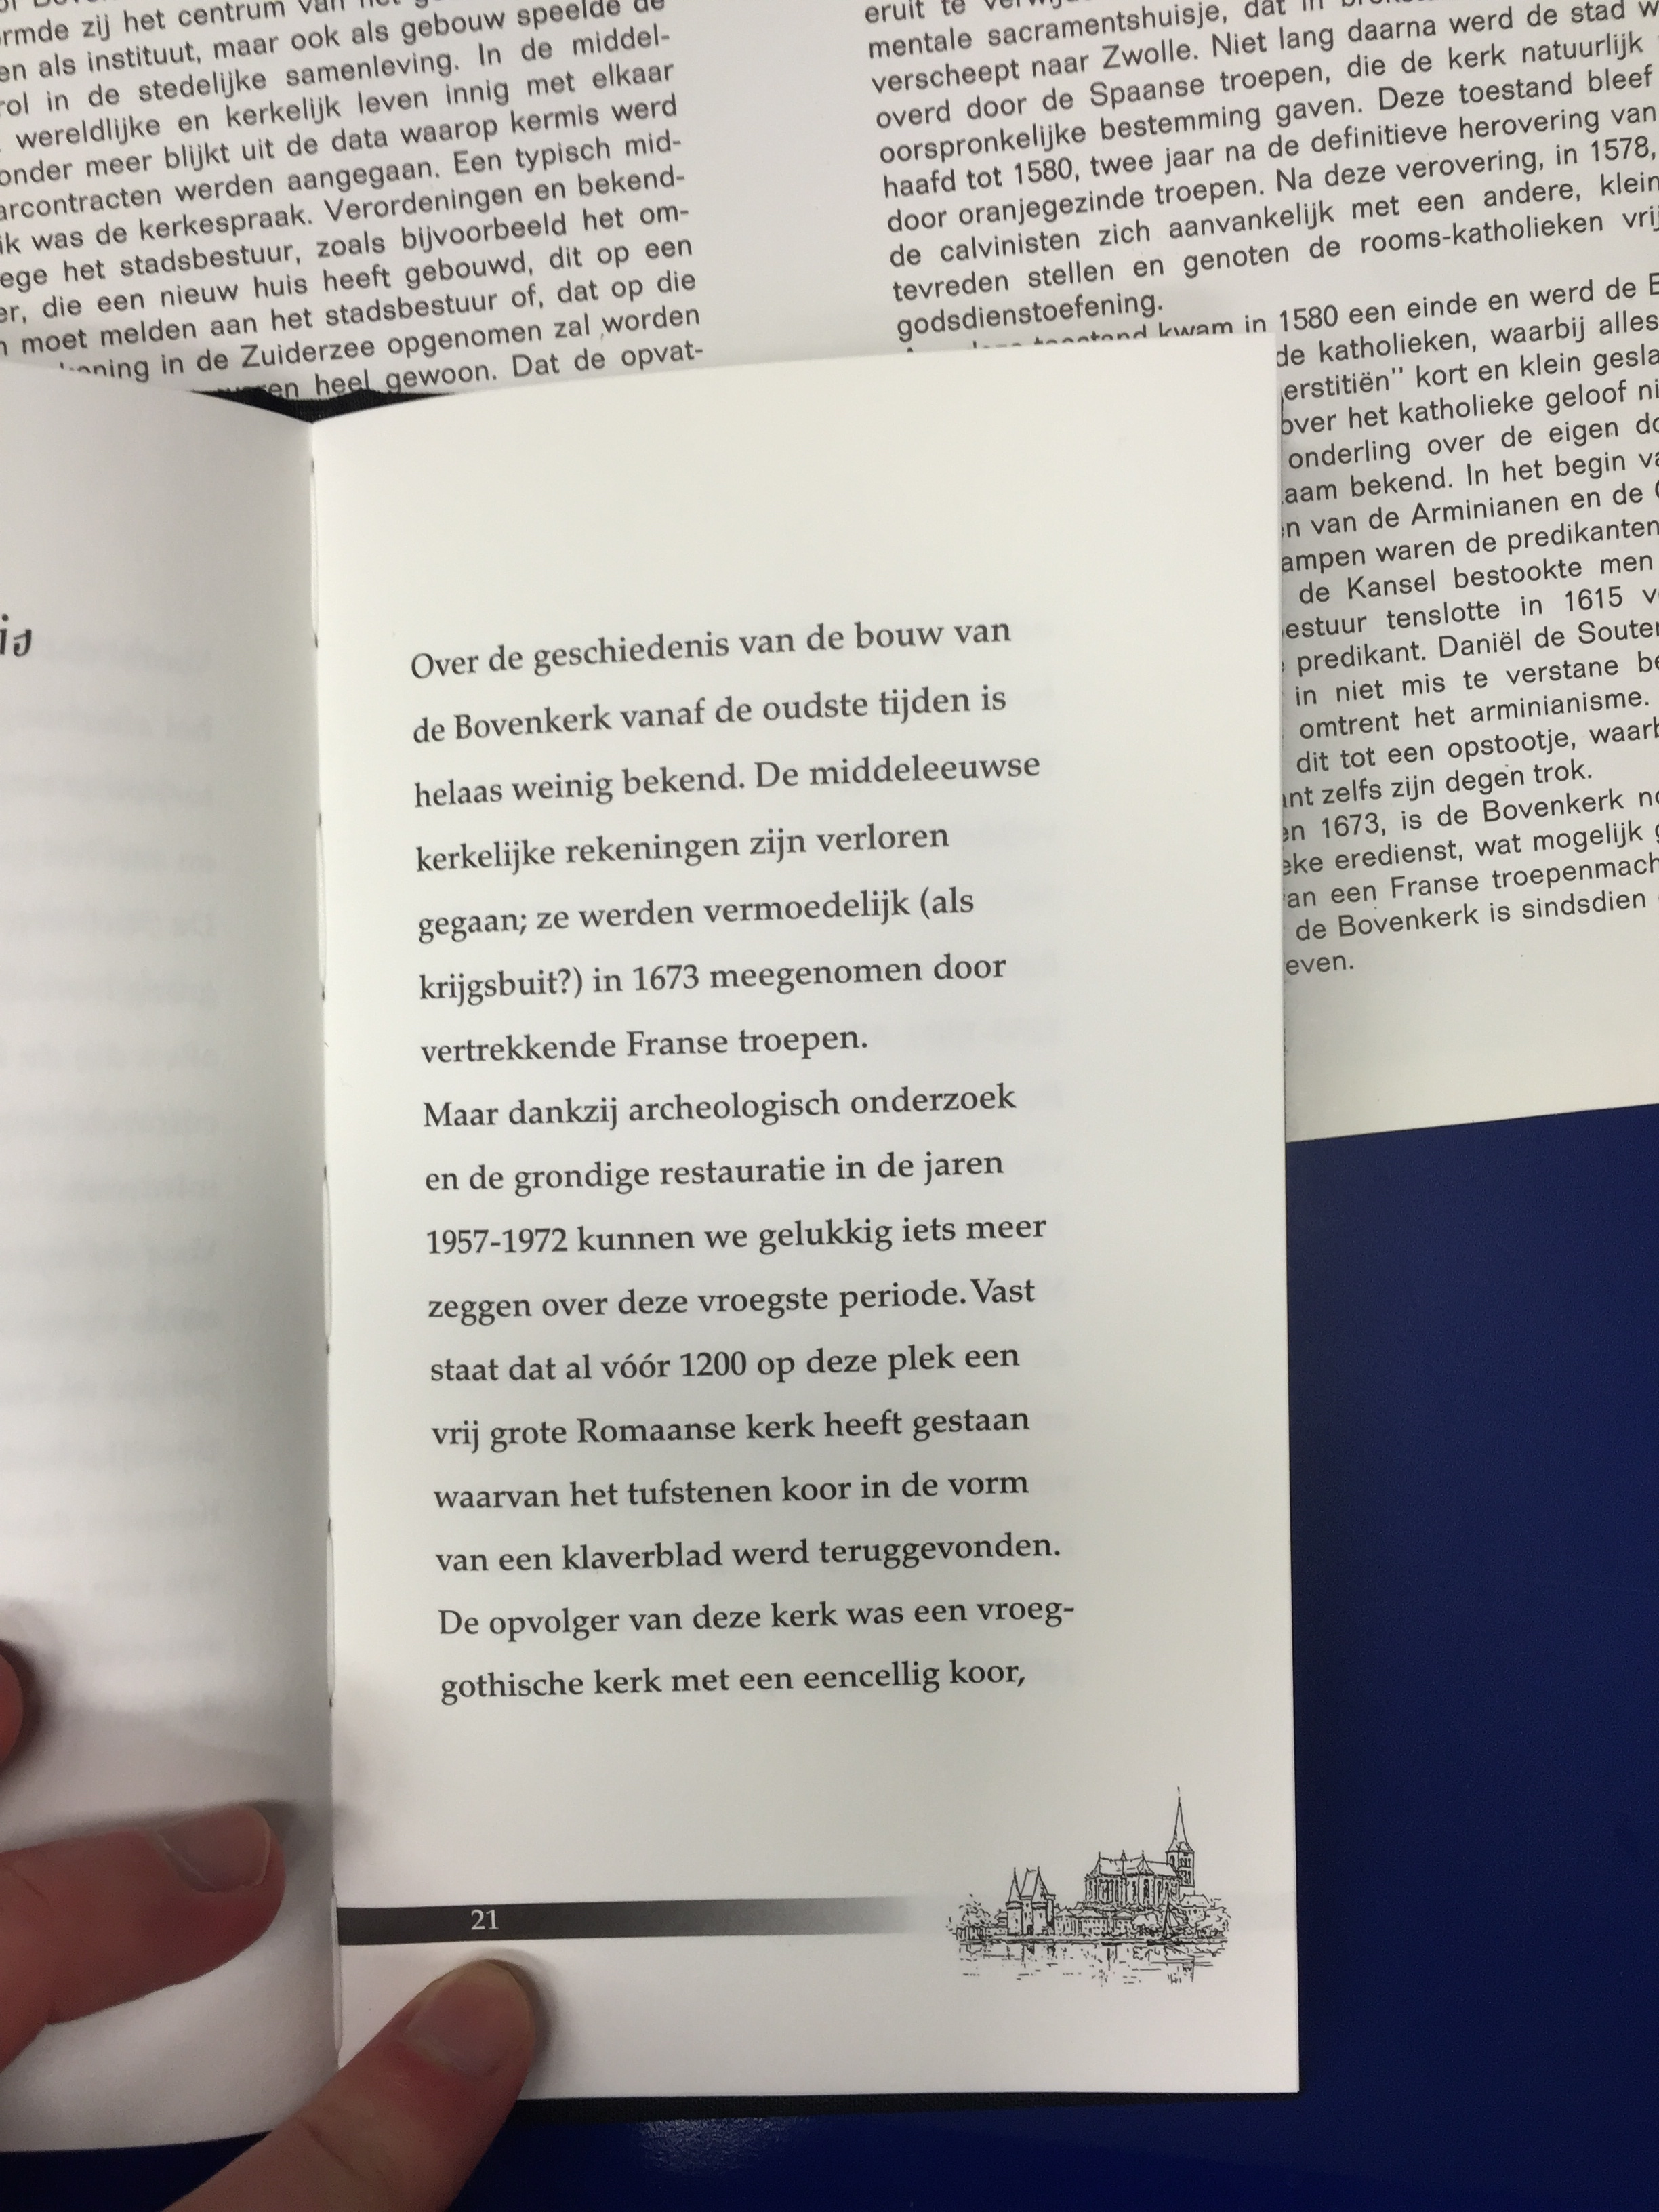 rmde zij het centrum van
en als instituut, maar ook als gebouw speelde de
rol in de stedelijke samenleving. In de middel-
wereldlijke en kerkelijk leven innig met elkaar
onder meer blijkt uit de data waarop kermis werd
arcontracten werden aangegaan. Een typisch mid-
ik was de kerkespraak. Verordeningen en bekend-
ege het stadsbestuur, zoals bijvoorbeeld het om-
er, die een nieuw huis heeft gebouwd, dit op een
moet melden aan het stadsbestuur of, dat op die
ning in de Zuiderzee opgenomen zal worden
en heel gewoon. Dat de opvat-
eruit te
mentale sacramentshuisje, dat in
verscheept naar Zwolle. Niet lang daarna werd de stad
overd door de Spaanse troepen, die de kerk natuurlijk
oorspronkelijke bestemming gaven. Deze toestand bleef
haafd tot 1580, twee jaar na de definitieve herovering van
door oranjegezinde troepen. Na deze verovering, in 1578,
de calvinisten zich aanvankelijk met een andere, klein
tevreden stellen en genoten de rooms-katholieken vrij
godsdienstoefening.
kwam in 1580 een einde en werd de
de katholieken, waarbij alles
erstitiën" kort en klein gesla
over het katholieke geloof ni
onderling over de eigen do
aam bekend. In het begin va
n van de Arminianen en de
ampen waren de predikanten
de Kansel bestookte men
estuur tenslotte in 1615 v
predikant. Daniël de Souter
in niet mis te verstane be
omtrent het arminianisme.
dit tot een opstootje, waarb
nt zelfs zijn degen trok.
en 1673, is de Bovenkerk no
eke eredienst, wat mogelijk
an een Franse troepenmach
de Bovenkerk is sindsdien
even.
is
Over de geschiedenis van de bouw van
de Bovenkerk vanaf de oudste tijden is
helaas weinig bekend. De middeleeuwse
kerkelijke rekeningen zijn verloren
gegaan; ze werden vermoedelijk (als
krijgsbuit?) in 1673 meegenomen door
vertrekkende Franse troepen.
Maar dankzij archeologisch onderzoek
en de grondige restauratie in de jaren
1957-1972 kunnen we gelukkig iets meer
zeggen over deze vroegste periode. Vast
staat dat al vóór 1200 op deze plek een
vrij grote Romaanse kerk heeft gestaan
waarvan het tufstenen koor in de vorm
van een klaverblad werd teruggevonden.
De opvolger van deze kerk was een vroeg-
gothische kerk met een eencellig koor,
21